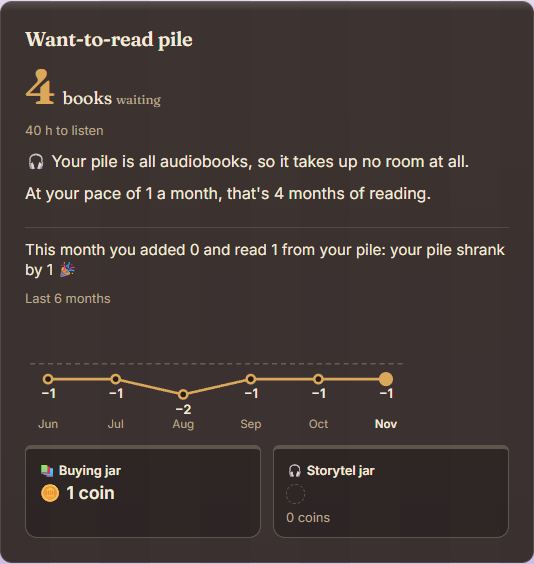 Want-to-read pile
4 books waiting
40 h to listen
🎧 Your pile is all audiobooks, so it takes up no room at all.
At your pace of 1 a month, that's 4 months of reading.
This month you added 0 and read 1 from your pile: your pile shrank
by 1 🎉
Last 6 months
−1 −1 −2 −1 −1 −1
Jun Jul Aug Sep Oct Nov
📚 Buying jar
1 coin
🎧 Storytel jar
0 coins